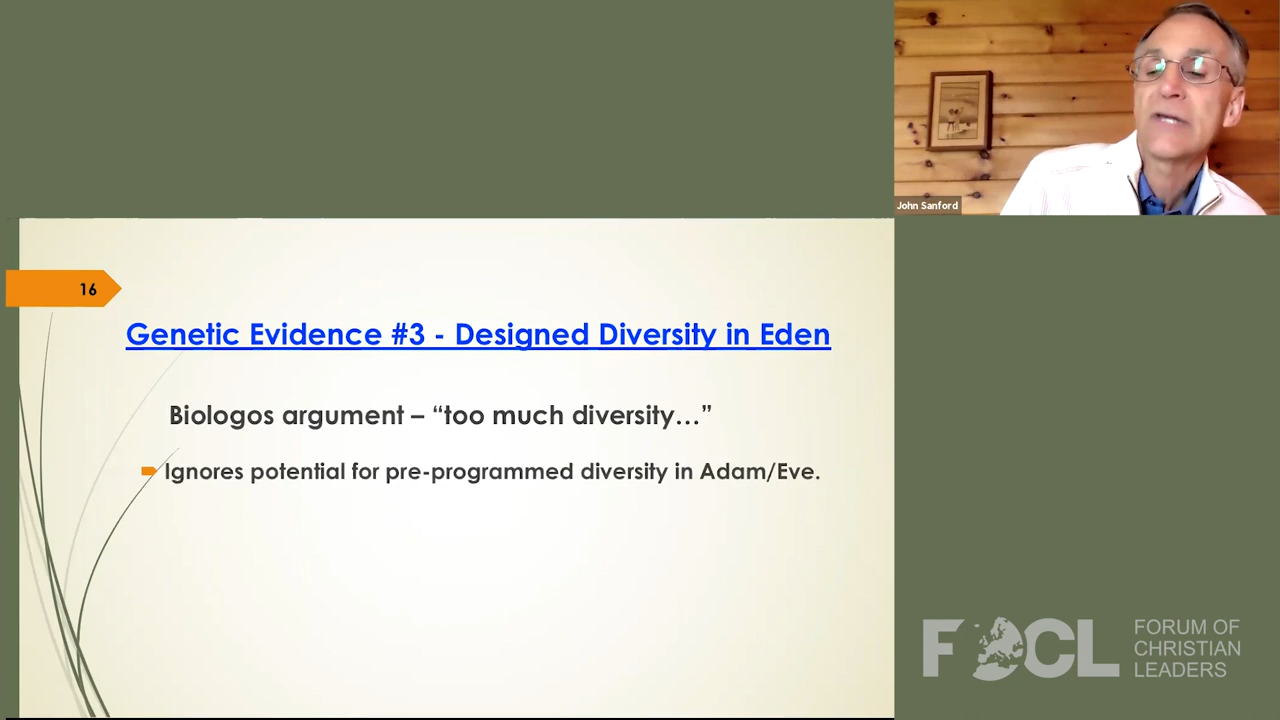 John Sanford
16
Genetic Evidence #3 - Designed Diversity in Eden
Biologos argument – “too much diversity…”
Ignores potential for pre-programmed diversity in Adam/Eve.
FOCL
FORUM OF
CHRISTIAN
LEADERS